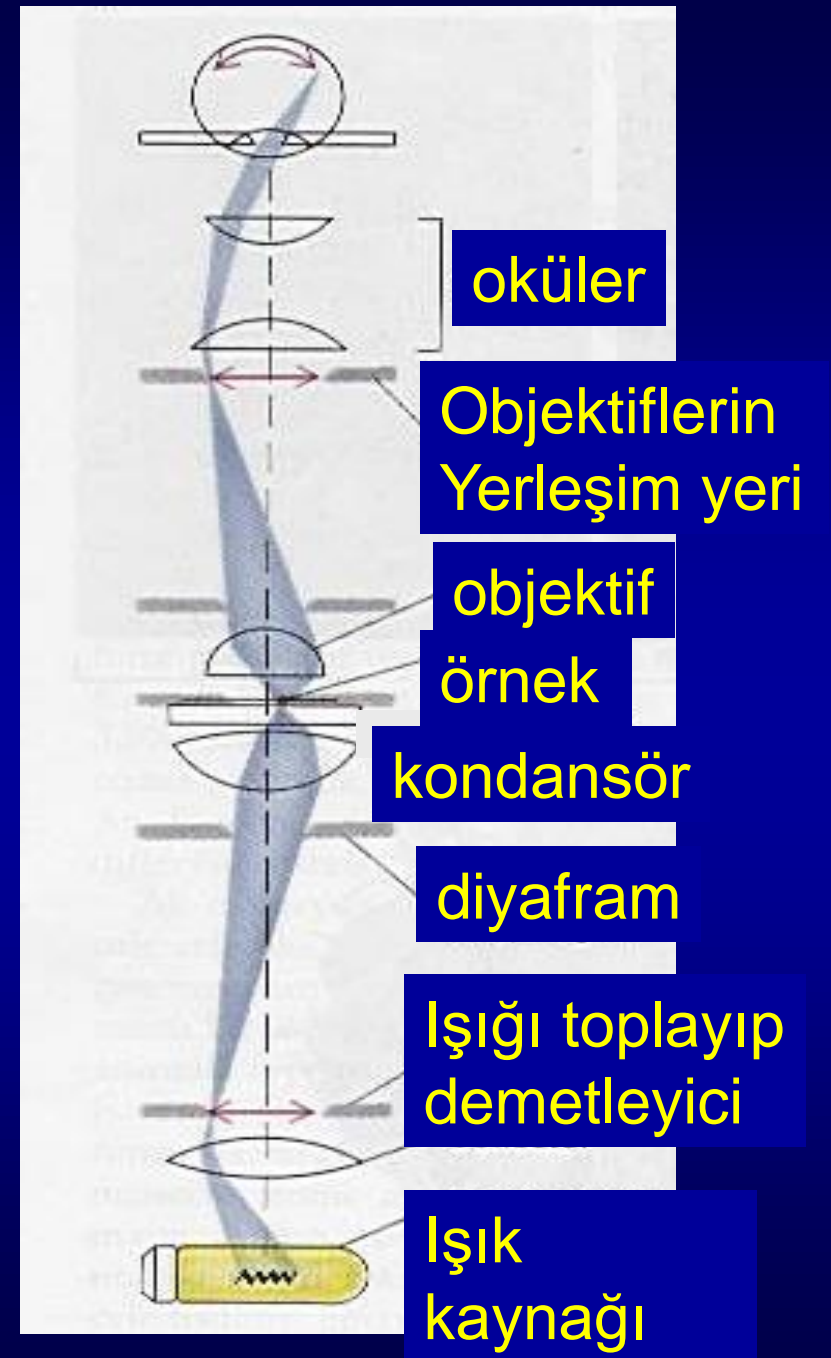 oküler
Objektiflerin
Yerleşim yeri
objektif
örnek
kondansör
diyafram
Işığı toplayıp
demetleyici
Işık
kaynağı